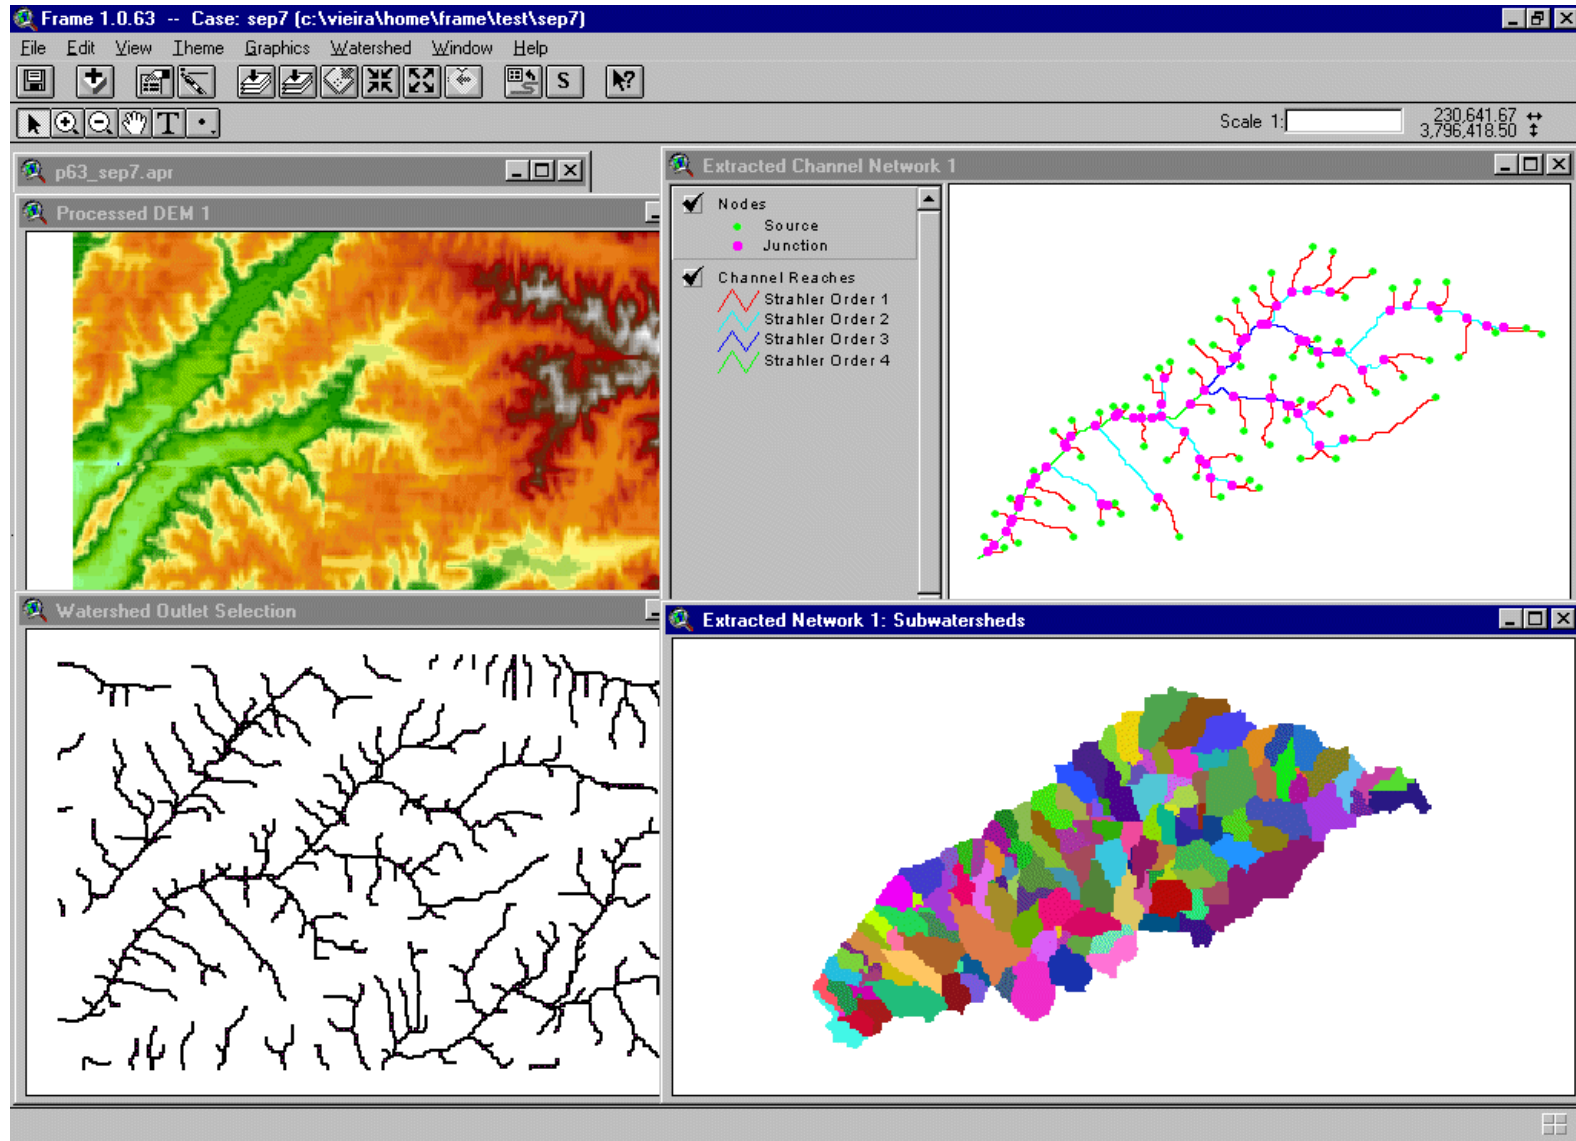 Frame 1.0.63 -- Case: sep7 (c:\vieira\home\frame\test\sep7)
File Edit View Theme Graphics Watershed Window Help
S
T
Scale 1:
230,641.67
3,796,418.50
p63_sep7.apr
Processed DEM 1
Extracted Channel Network 1
Nodes
Source
Junction
Channel Reaches
Strahler Order 1
Strahler Order 2
Strahler Order 3
Strahler Order 4
Watershed Outlet Selection
Extracted Network 1: Subwatersheds